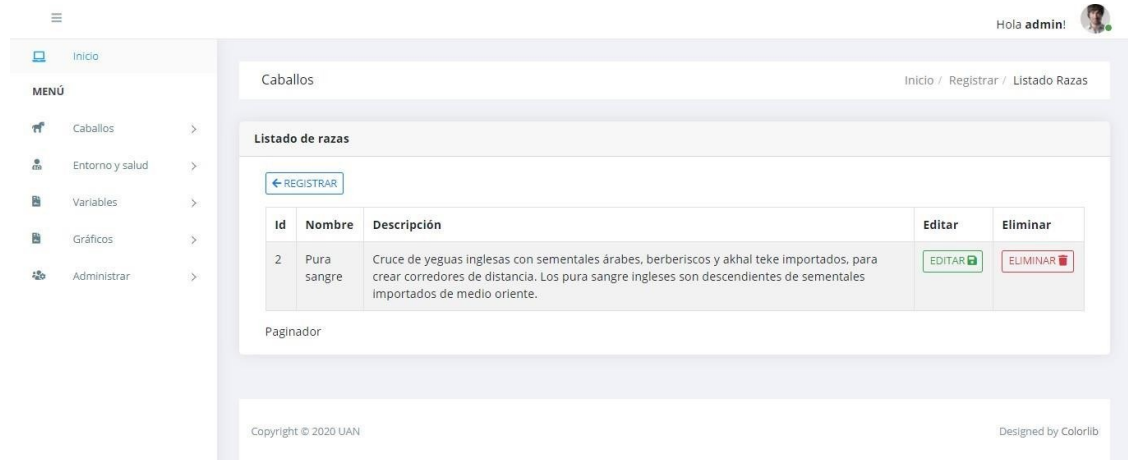 Hola admin!
Inicio
MENÚ
Caballos
Entorno y salud
Variables
Gráficos
Administrar
Caballos
Inicio / Registrar / Listado Razas
Listado de razas
REGISTRAR
Id Nombre Descripción Editar Eliminar
2 Pura sangre Cruce de yeguas inglesas con sementales árabes, berberiscos y akhal teke importados, para
crear corredores de distancia. Los pura sangre ingleses son descendientes de sementales
importados de medio oriente.
EDITAR ELIMINAR
Paginador
Copyright © 2020 UAN Designed by Colorlib